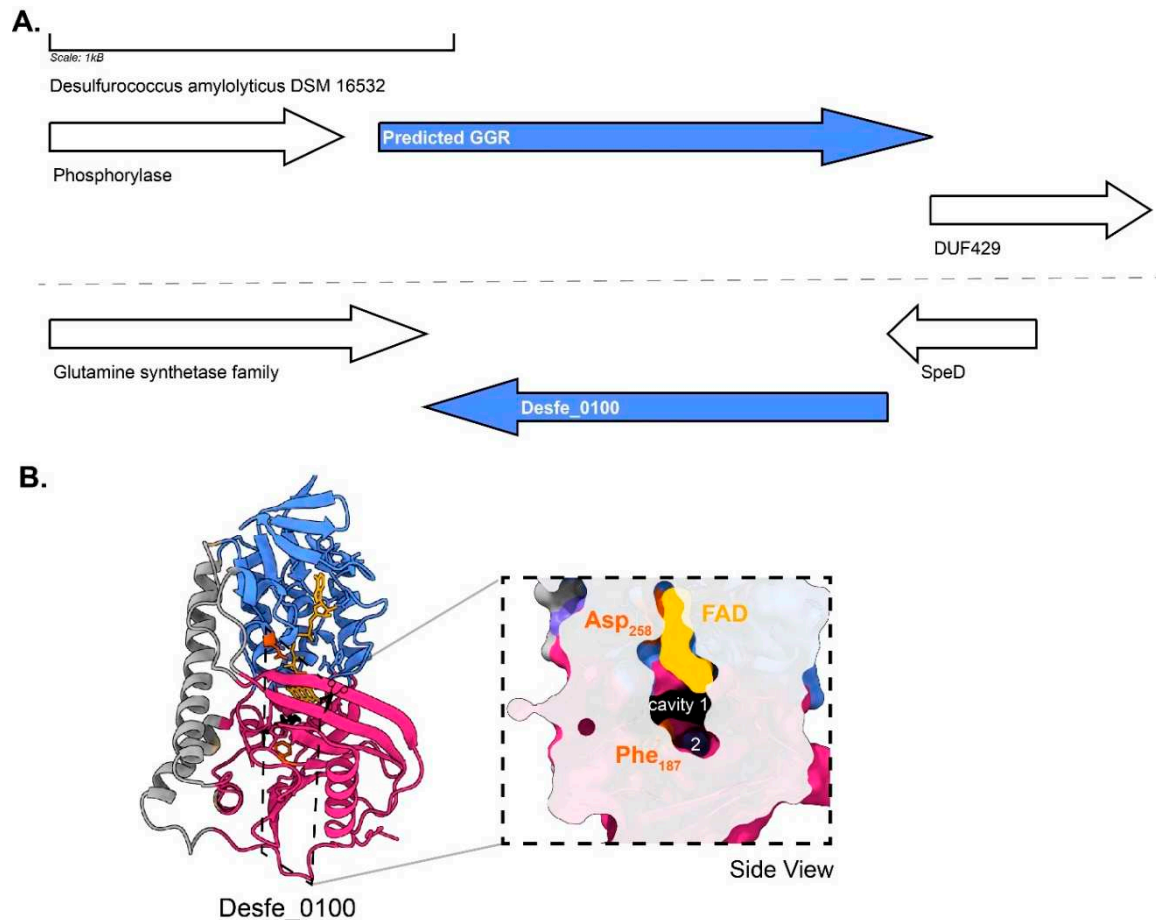 A.
Scale: 1kB
Desulfurococcus amylolyticus DSM 16532
Predicted GGR
Phosphorylase
DUF429
Glutamine synthetase family
SpeD
Desfe_0100
B.
Asp258
FAD
cavity 1
2
Phe187
Side View
Desfe_0100